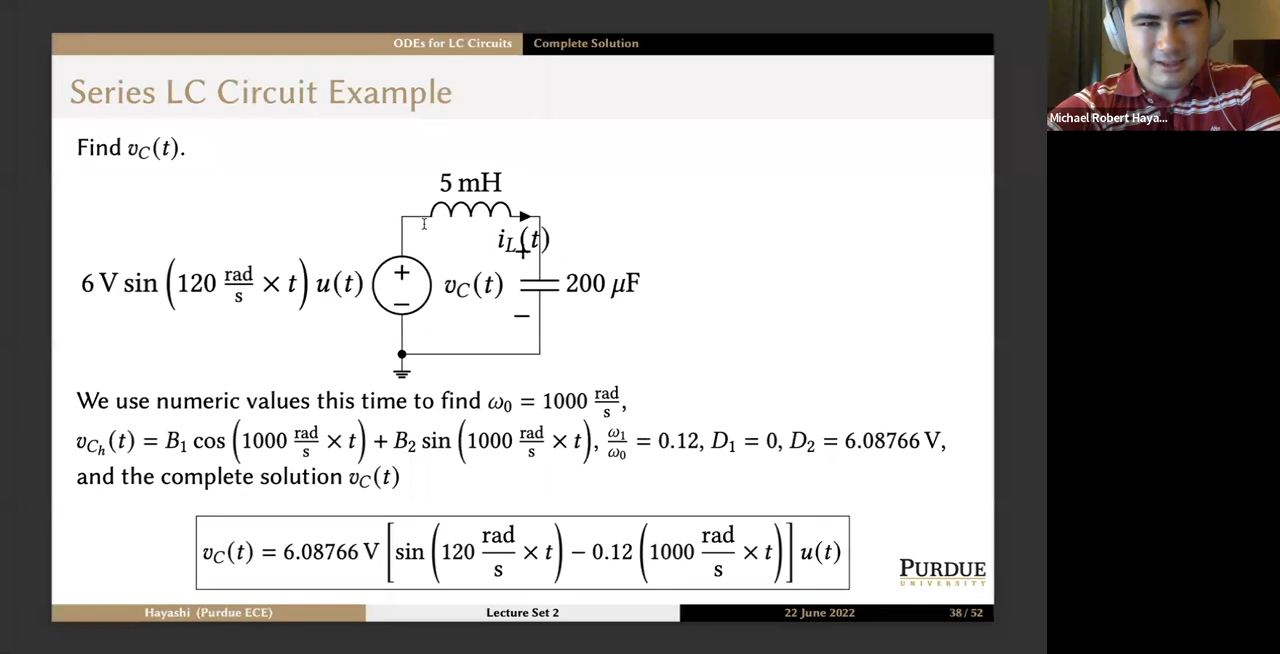 ODEs for LC Circuits Complete Solution
Series LC Circuit Example
Find v_C(t).
5 mH
i_L(t)
+
6 V sin (120 rad/s × t) u(t)
+
−
v_C(t)
200 μF
−
We use numeric values this time to find ω₀ = 1000 rad/s,
v_{C_h}(t) = B₁ cos (1000 rad/s × t) + B₂ sin (1000 rad/s × t), ω₁/ω₀ = 0.12, D₁ = 0, D₂ = 6.08766 V,
and the complete solution v_C(t)
v_C(t) = 6.08766 V [sin (120 rad/s × t) − 0.12 (1000 rad/s × t)] u(t)
PURDUE
UNIVERSITY
Hayashi (Purdue ECE) Lecture Set 2 22 June 2022 38 / 52
Michael Robert Haya...